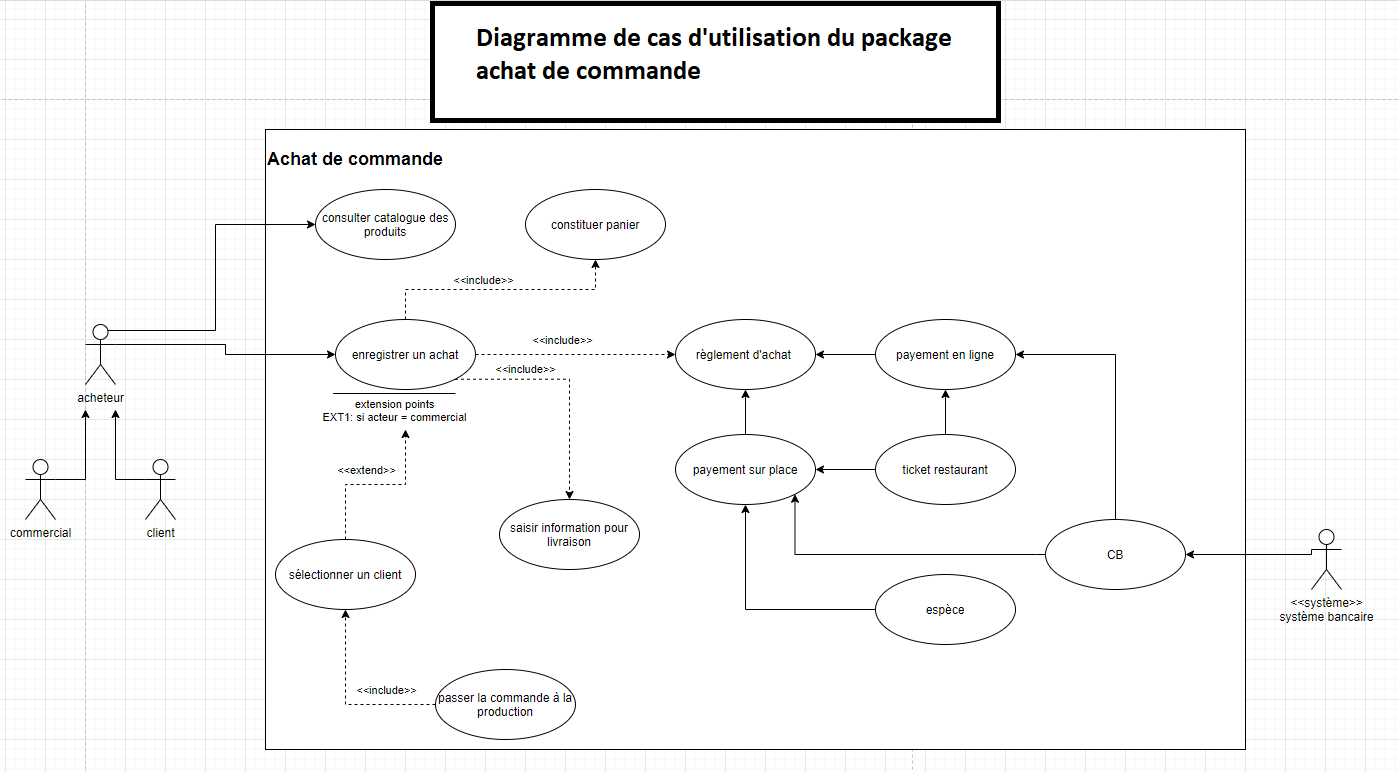 Diagramme de cas d'utilisation du package
achat de commande
Achat de commande
consulter catalogue des
produits
constituer panier
<<include>>
enregistrer un achat
<<include>>
<<include>>
règlement d'achat
payement en ligne
extension points
EXT1: si acteur = commercial
acheteur
<<extend>>
payement sur place
ticket restaurant
commercial
client
saisir information pour
livraison
sélectionner un client
CB
espèce
<<système>>
système bancaire
<<include>>
passer la commande à la
production